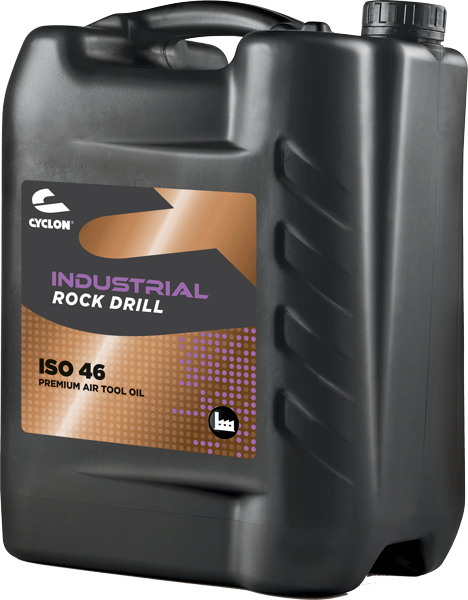 CYCLON®
INDUSTRIAL
ROCK DRILL
ISO 46
PREMIUM AIR TOOL OIL